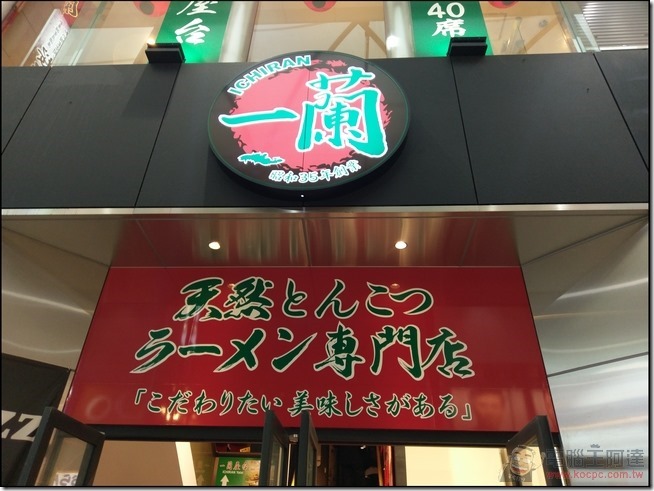 屋台
40席
ICHIRAN
一蘭
昭和35年創業
天然とんこつ
ラーメン専門店
「こだわりたい美味しさがある」
電腦王阿達
www.kocpc.com.tw